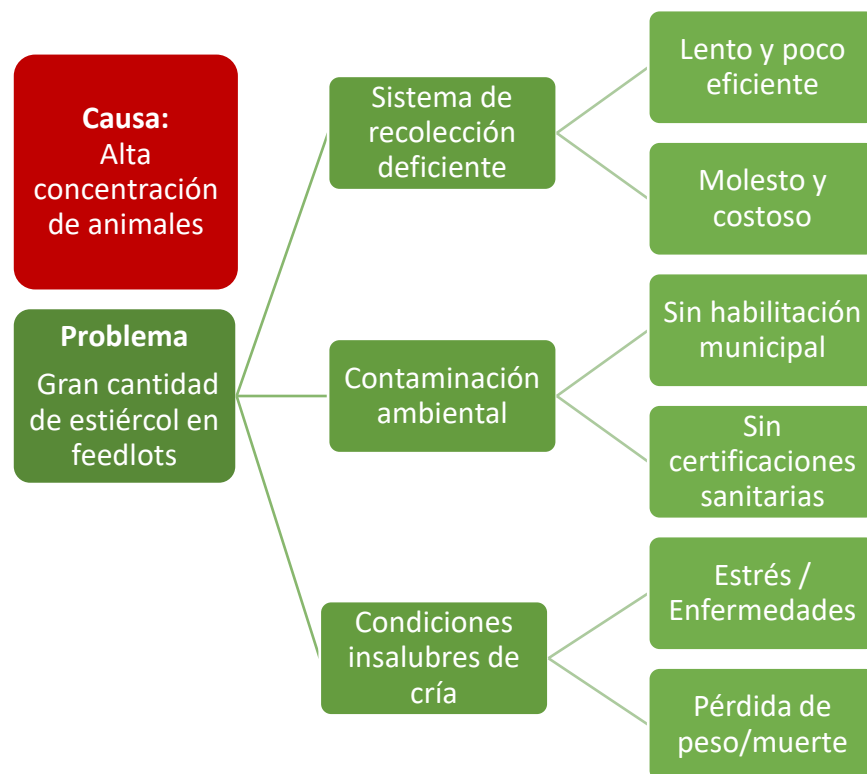 Causa:
Alta
concentración
de animales
Problema
Gran cantidad
de estiércol en
feedlots
Sistema de
recolección
deficiente
Lento y poco
eficiente
Molesto y
costoso
Contaminación
ambiental
Sin habilitación
municipal
Sin
certificaciones
sanitarias
Condiciones
insalubres de
cría
Estrés /
Enfermedades
Pérdida de
peso/muerte